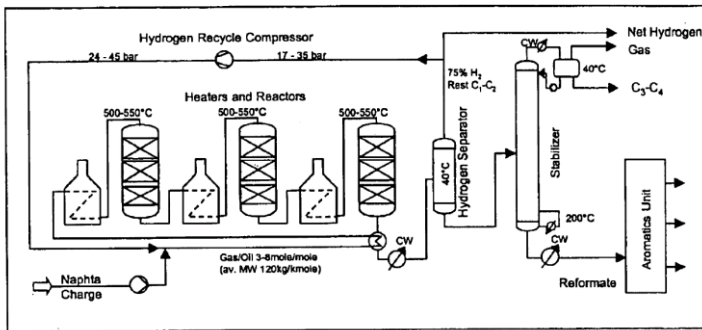 Hydrogen Recycle Compressor
24 - 45 bar
17 - 35 bar
Net Hydrogen
Gas
CW
40°C
C₃-C₄
75% H₂
Rest C₁-C₂
Heaters and Reactors
500-550°C
500-550°C
500-550°C
40°C
Hydrogen Separator
Stabilizer
200°C
CW
CW
Gas/Oil 3-8mole/mole
(av. MW 120kg/kmole)
Naphta
Charge
Reformate
Aromatics Unit